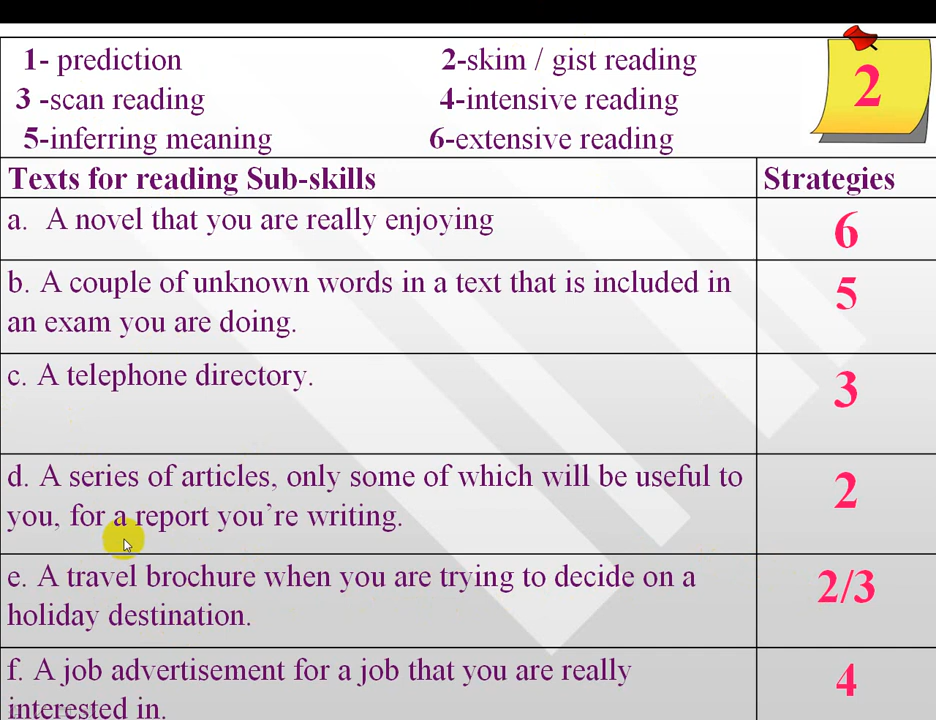 1- prediction 2-skim / gist reading
3 -scan reading 4-intensive reading
5-inferring meaning 6-extensive reading
2
Texts for reading Sub-skills Strategies
a. A novel that you are really enjoying 6
b. A couple of unknown words in a text that is included in
an exam you are doing.
5
c. A telephone directory.
3
d. A series of articles, only some of which will be useful to
you, for a report you’re writing.
2
e. A travel brochure when you are trying to decide on a
holiday destination.
2/3
f. A job advertisement for a job that you are really
interested in.
4